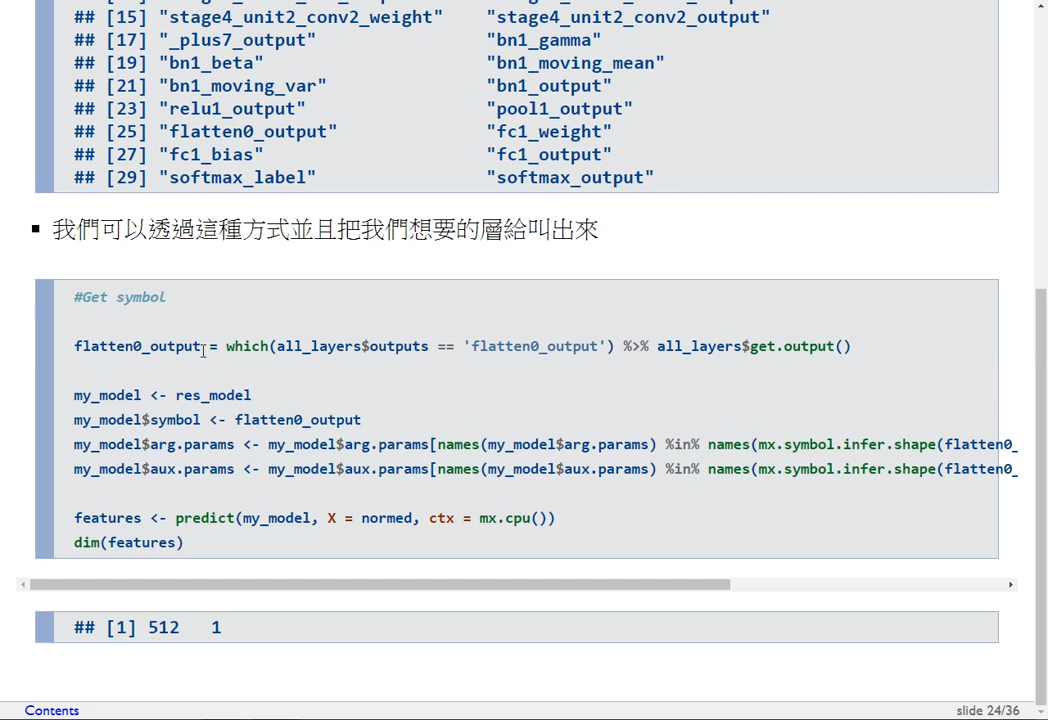 ## [15] "stage4_unit2_conv2_weight" "stage4_unit2_conv2_output"
## [17] "_plus7_output" "bn1_gamma"
## [19] "bn1_beta" "bn1_moving_mean"
## [21] "bn1_moving_var" "bn1_output"
## [23] "relu1_output" "pool1_output"
## [25] "flatten0_output" "fc1_weight"
## [27] "fc1_bias" "fc1_output"
## [29] "softmax_label" "softmax_output"
▪ 我們可以透過這種方式並且把我們想要的層給叫出來
#Get symbol
flatten0_output = which(all_layers$outputs == 'flatten0_output') %>% all_layers$get.output()
my_model <- res_model
my_model$symbol <- flatten0_output
my_model$arg.params <- my_model$arg.params[names(my_model$arg.params) %in% names(mx.symbol.infer.shape(flatten0_
my_model$aux.params <- my_model$aux.params[names(my_model$aux.params) %in% names(mx.symbol.infer.shape(flatten0_
features <- predict(my_model, X = normed, ctx = mx.cpu())
dim(features)
## [1] 512 1
Contents
slide 24/36